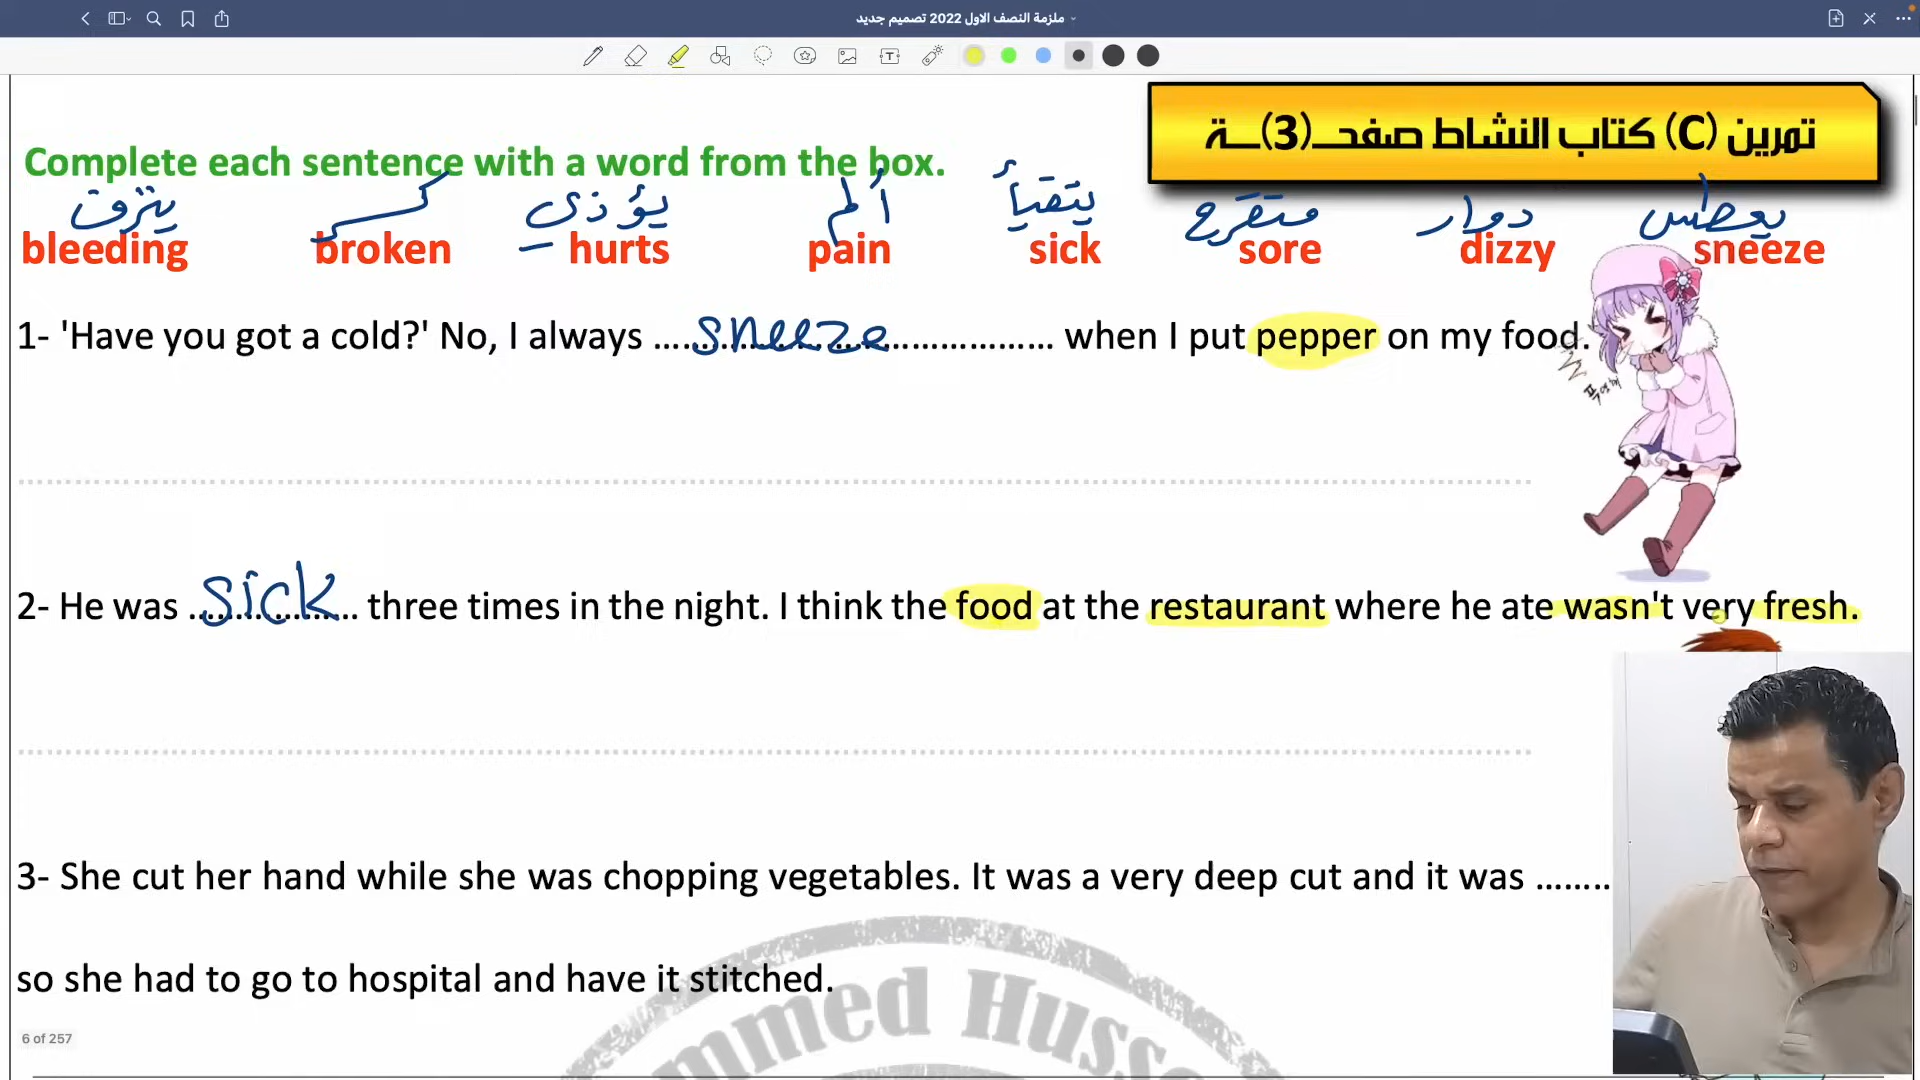 ملزمة النصف الاول 2022 تصميم جديد
تمرين (C) كتاب النشاط صفحـــ(3)ـــة
Complete each sentence with a word from the box.
ينزف كسر يؤذي ألم يتقيأ متقرح دوار يعطس
bleeding broken hurts pain sick sore dizzy sneeze
1- 'Have you got a cold?' No, I always ......sneeze.............. when I put pepper on my food.
2- He was ...sick... three times in the night. I think the food at the restaurant where he ate wasn't very fresh.
3- She cut her hand while she was chopping vegetables. It was a very deep cut and it was ........
so she had to go to hospital and have it stitched.
6 of 257